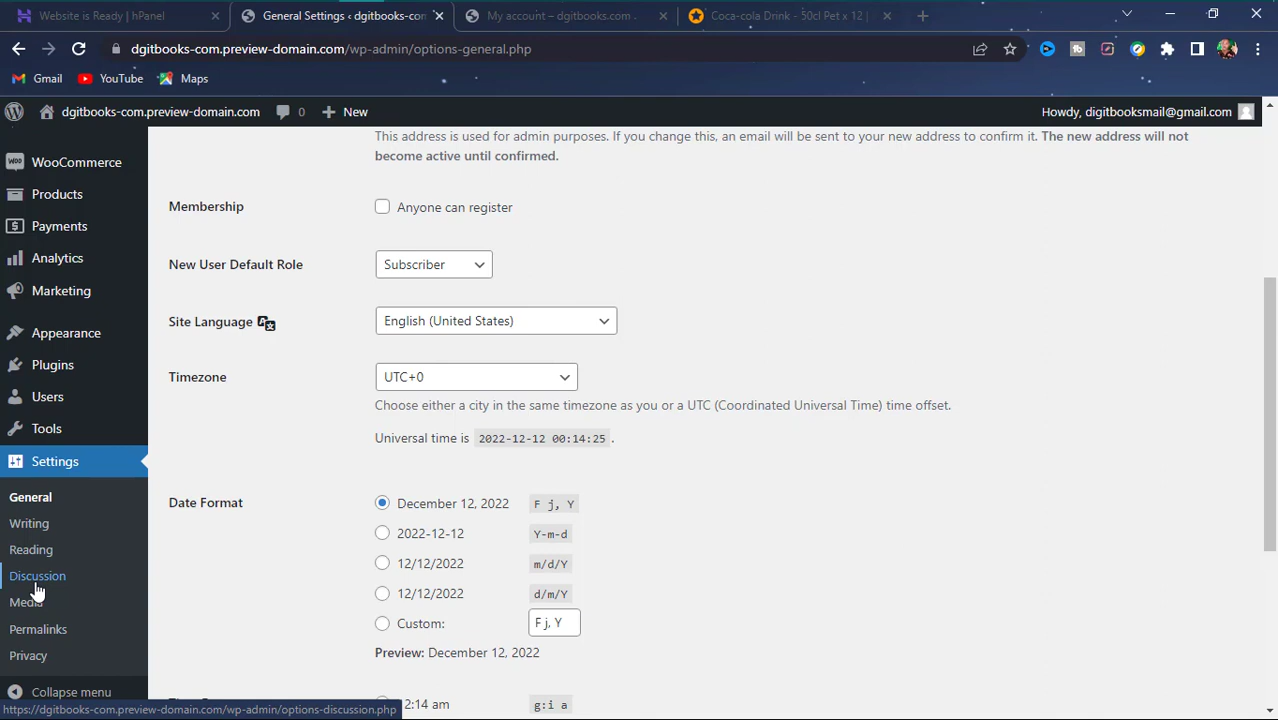 Website is Ready | hPanel
General Settings ‹ dgitbooks-com
My account – dgitbooks-com.
Coca-cola Drink - 50cl Pet x 12 |
dgitbooks-com.preview-domain.com/wp-admin/options-general.php
Gmail
YouTube
Maps
dgitbooks-com.preview-domain.com
0
New
Howdy, digitbooksmail@gmail.com
WooCommerce
Products
Payments
Analytics
Marketing
Appearance
Plugins
Users
Tools
Settings
General
Writing
Reading
Discussion
Media
Permalinks
Privacy
Collapse menu
This address is used for admin purposes. If you change this, an email will be sent to your new address to confirm it. The new address will not
become active until confirmed.
Membership
Anyone can register
New User Default Role
Subscriber
Site Language
English (United States)
Timezone
UTC+0
Choose either a city in the same timezone as you or a UTC (Coordinated Universal Time) time offset.
Universal time is 2022-12-12 00:14:25 .
Date Format
December 12, 2022 F j, Y
2022-12-12 Y-m-d
12/12/2022 m/d/Y
12/12/2022 d/m/Y
Custom: F j, Y
Preview: December 12, 2022
12:14 am g:i a
https://dgitbooks-com.preview-domain.com/wp-admin/options-discussion.php